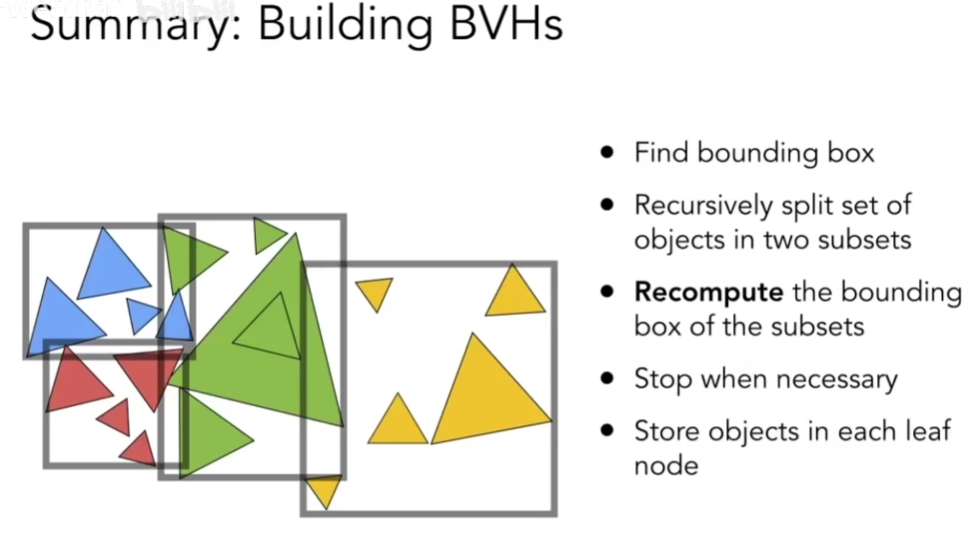 Summary: Building BVHs
● Find bounding box
● Recursively split set of
objects in two subsets
● Recompute the bounding
box of the subsets
● Stop when necessary
● Store objects in each leaf
node